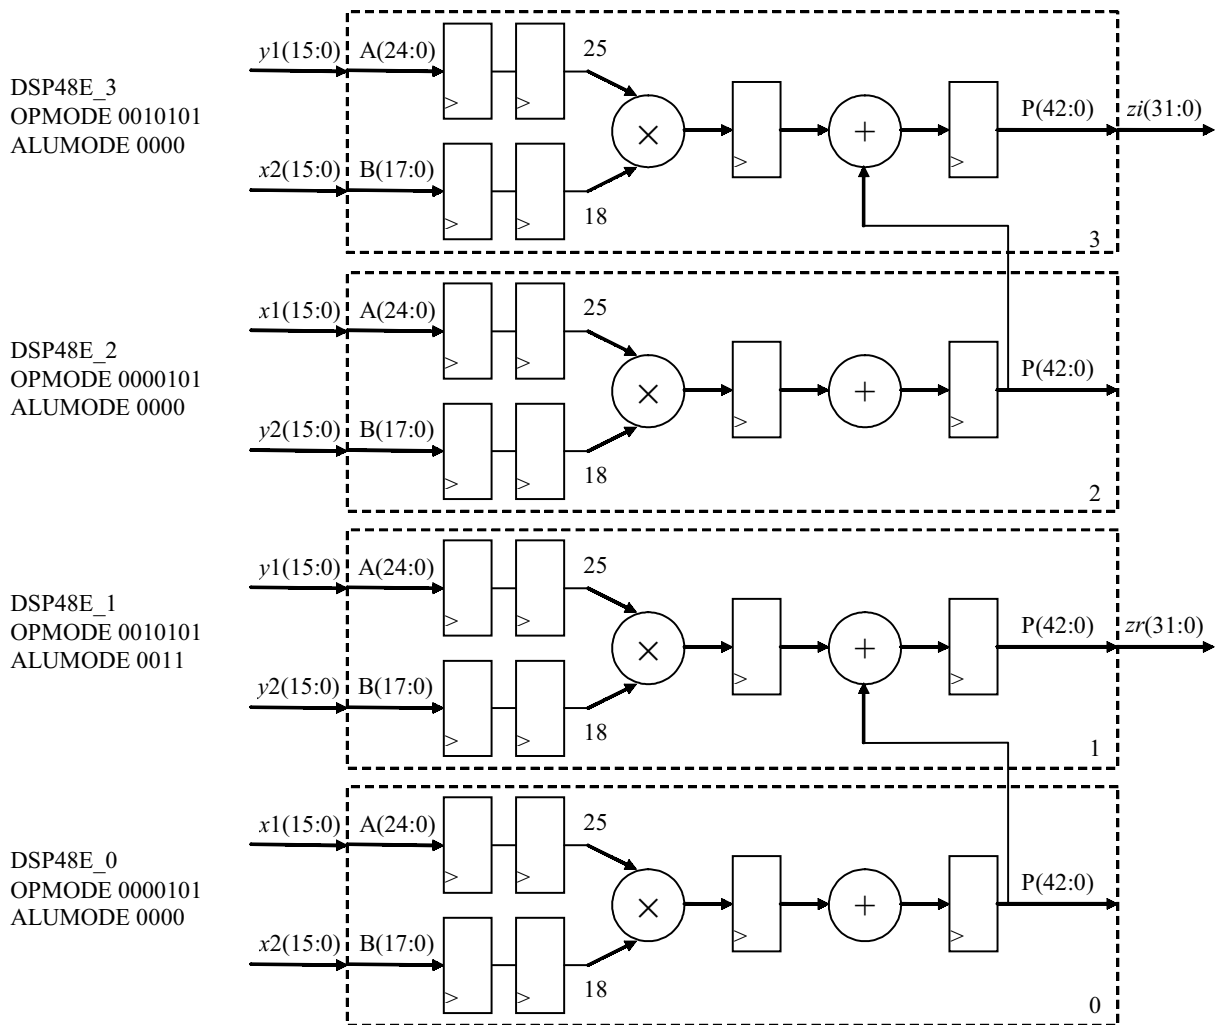 y1(15:0) A(24:0) 25
DSP48E_3
OPMODE 0010101
ALUMODE 0000
× + P(42:0) zi(31:0)
x2(15:0) B(17:0) 18
3
x1(15:0) A(24:0) 25
DSP48E_2
OPMODE 0000101
ALUMODE 0000
× + P(42:0)
y2(15:0) B(17:0) 18
2
y1(15:0) A(24:0) 25
DSP48E_1
OPMODE 0010101
ALUMODE 0011
× + P(42:0) zr(31:0)
y2(15:0) B(17:0) 18
1
x1(15:0) A(24:0) 25
DSP48E_0
OPMODE 0000101
ALUMODE 0000
× + P(42:0)
x2(15:0) B(17:0) 18
0